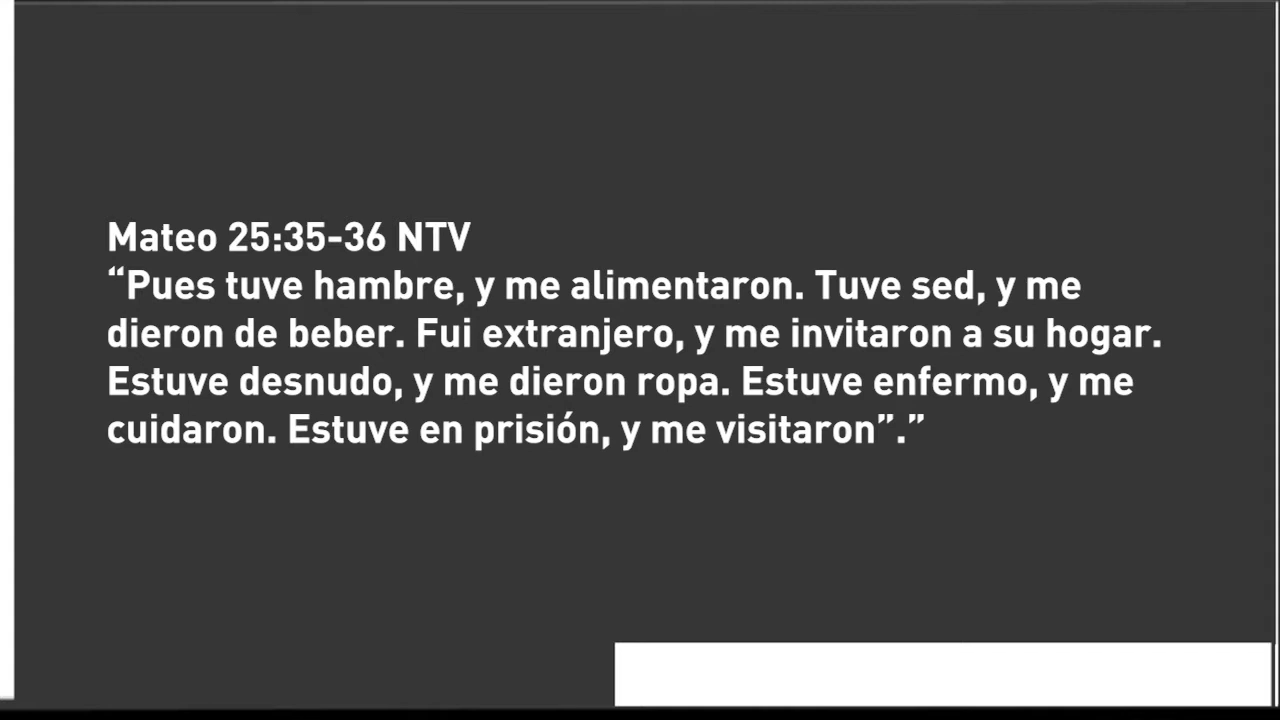 Mateo 25:35-36 NTV
“Pues tuve hambre, y me alimentaron. Tuve sed, y me
dieron de beber. Fui extranjero, y me invitaron a su hogar.
Estuve desnudo, y me dieron ropa. Estuve enfermo, y me
cuidaron. Estuve en prisión, y me visitaron”.”